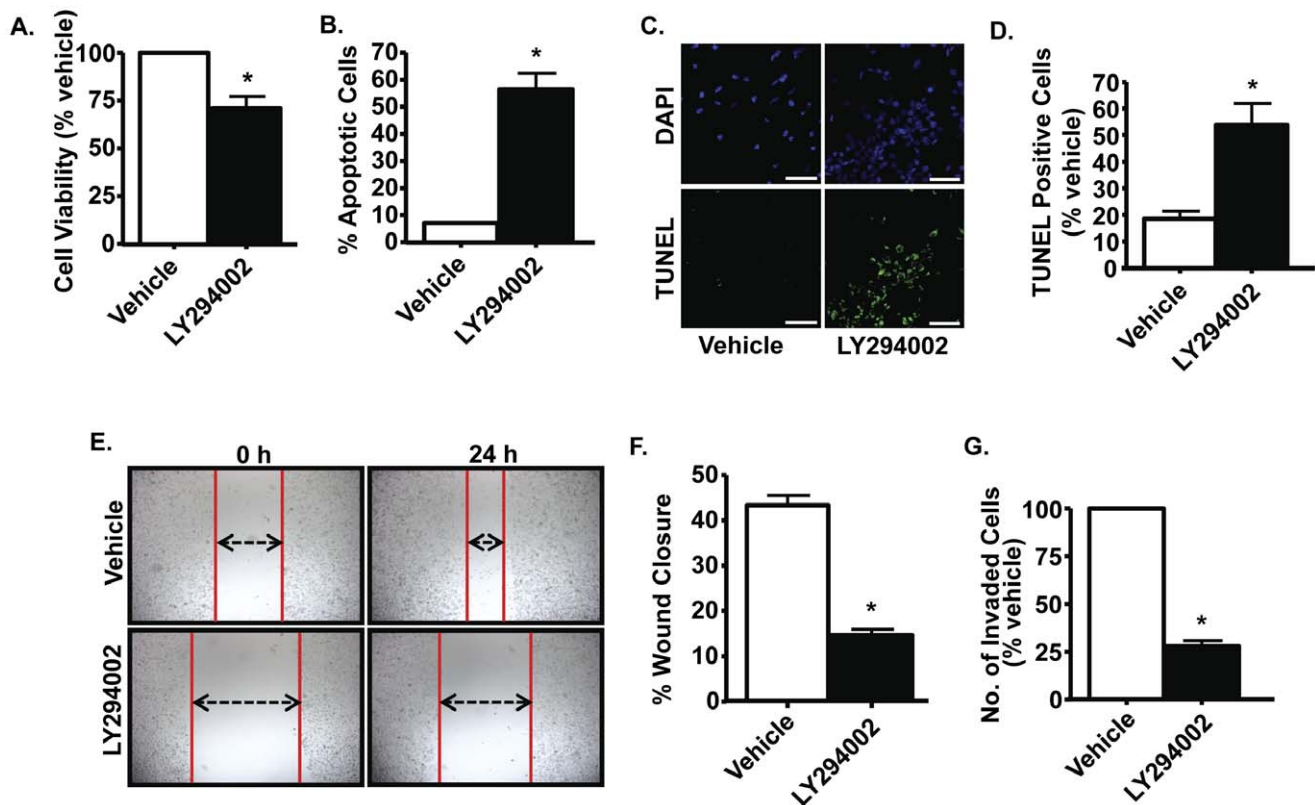 A.
Cell Viability (% vehicle)
100
75
50
25
0
Vehicle
LY294002
*
B.
% Apoptotic Cells
70
60
50
40
30
20
10
0
Vehicle
LY294002
*
C.
DAPI
TUNEL
Vehicle
LY294002
D.
TUNEL Positive Cells
(% vehicle)
70
60
50
40
30
20
10
0
Vehicle
LY294002
*
E.
0 h
24 h
Vehicle
LY294002
F.
% Wound Closure
50
40
30
20
10
0
Vehicle
LY294002
*
G.
No. of Invaded Cells
(% vehicle)
100
75
50
25
0
Vehicle
LY294002
*